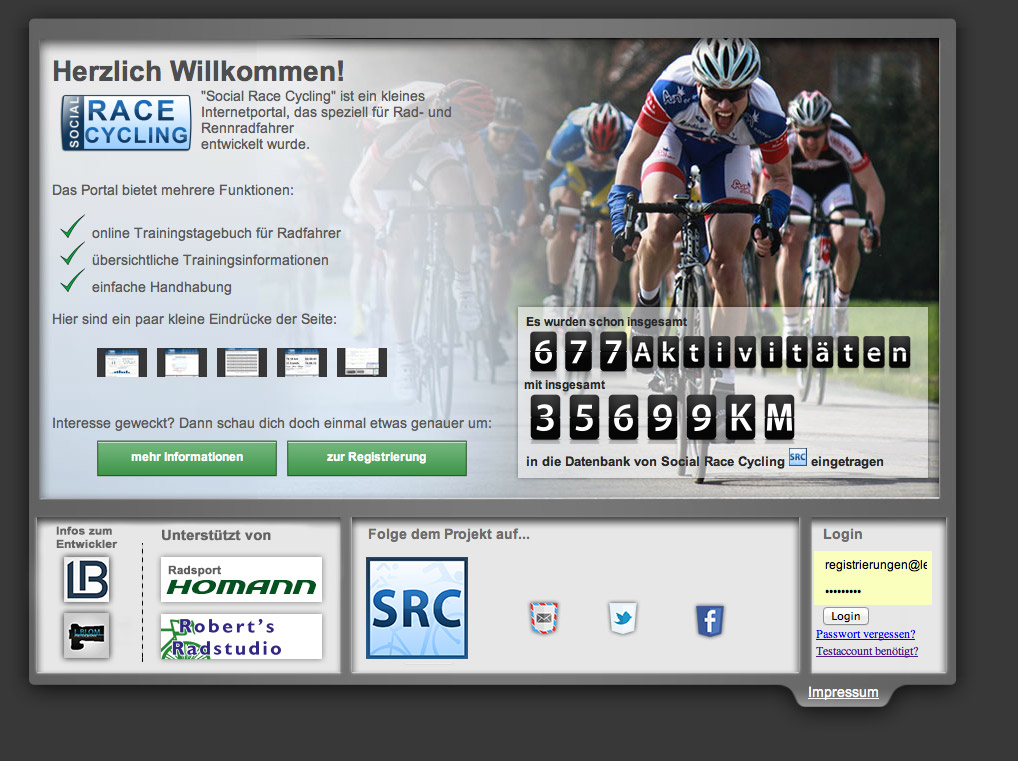 Herzlich Willkommen!
SOCIAL
RACE
CYCLING
"Social Race Cycling" ist ein kleines
Internetportal, das speziell für Rad- und
Rennradfahrer
entwickelt wurde.
Das Portal bietet mehrere Funktionen:
online Trainingstagebuch für Radfahrer
übersichtliche Trainingsinformationen
einfache Handhabung
Hier sind ein paar kleine Eindrücke der Seite:
Interesse geweckt? Dann schau dich doch einmal etwas genauer um:
mehr Informationen
zur Registrierung
Es wurden schon insgesamt
677Aktivitäten
mit insgesamt
35699KM
in die Datenbank von Social Race Cycling SRC eingetragen
Infos zum
Entwickler
LB
Unterstützt von
Radsport
HOMANN
Robert's
Radstudio
Folge dem Projekt auf...
SRC
Login
registrierungen@le
Login
Passwort vergessen?
Testaccount benötigt?
Impressum